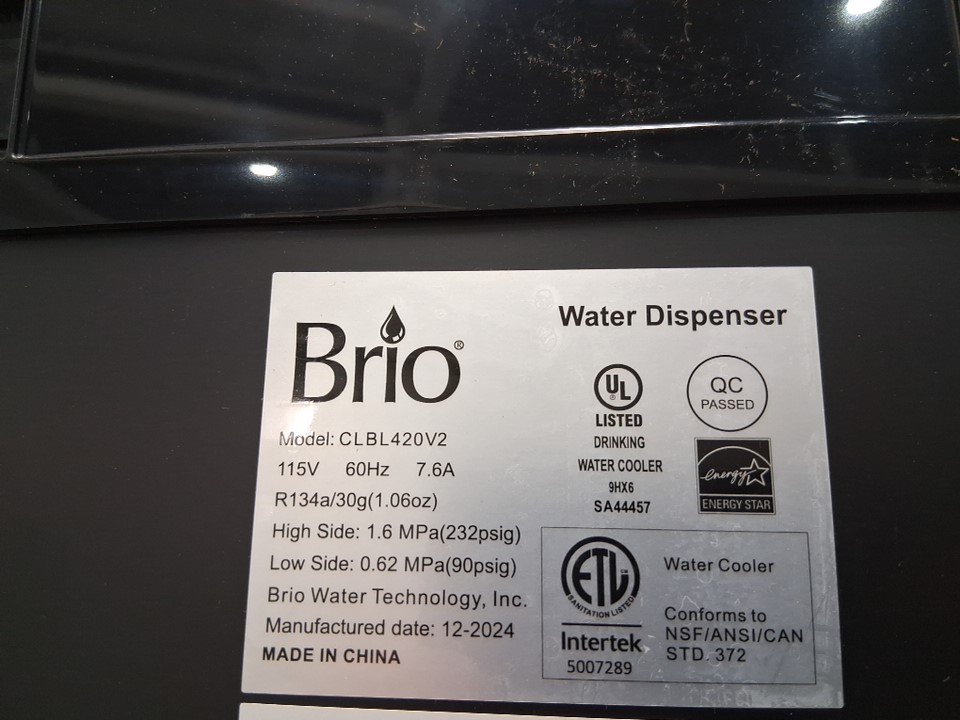 Brio®
Model: CLBL420V2
115V 60Hz 7.6A
R134a/30g(1.06oz)
High Side: 1.6 MPa(232psig)
Low Side: 0.62 MPa(90psig)
Brio Water Technology, Inc.
Manufactured date: 12-2024
MADE IN CHINA
Water Dispenser
UL®
LISTED
DRINKING
WATER COOLER
9HX6
SA44457
QC
PASSED
energy
ENERGY STAR
ETL CM
SANITATION LISTED
Intertek
5007289
Water Cooler
Conforms to
NSF/ANSI/CAN
STD. 372